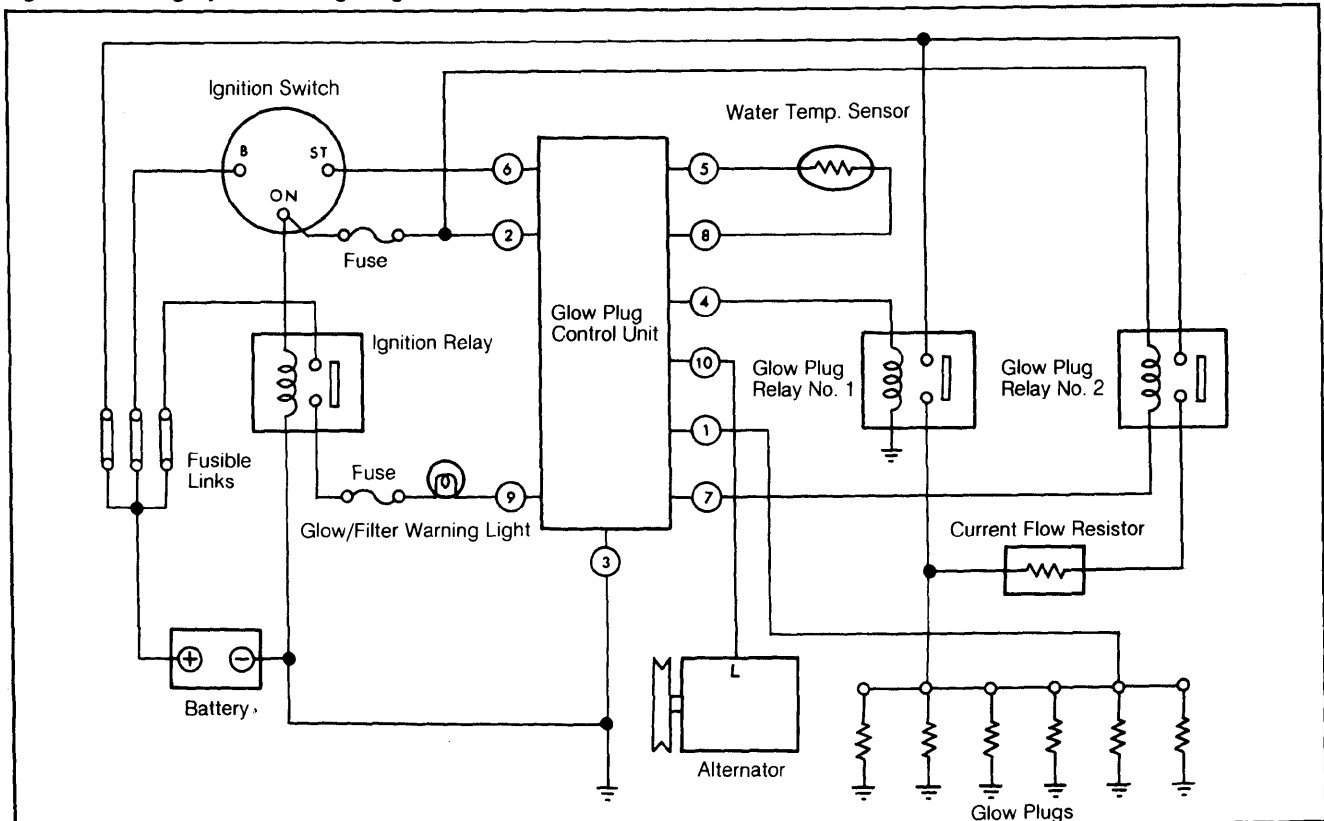 Ignition Switch
B
ST
ON
Fuse
Water Temp. Sensor
6
2
5
8
4
10
1
7
9
3
Glow Plug
Control Unit
Ignition Relay
Glow Plug
Relay No. 1
Glow Plug
Relay No. 2
Fusible
Links
Fuse
Glow/Filter Warning Light
Current Flow Resistor
+
−
Battery
L
Alternator
Glow Plugs